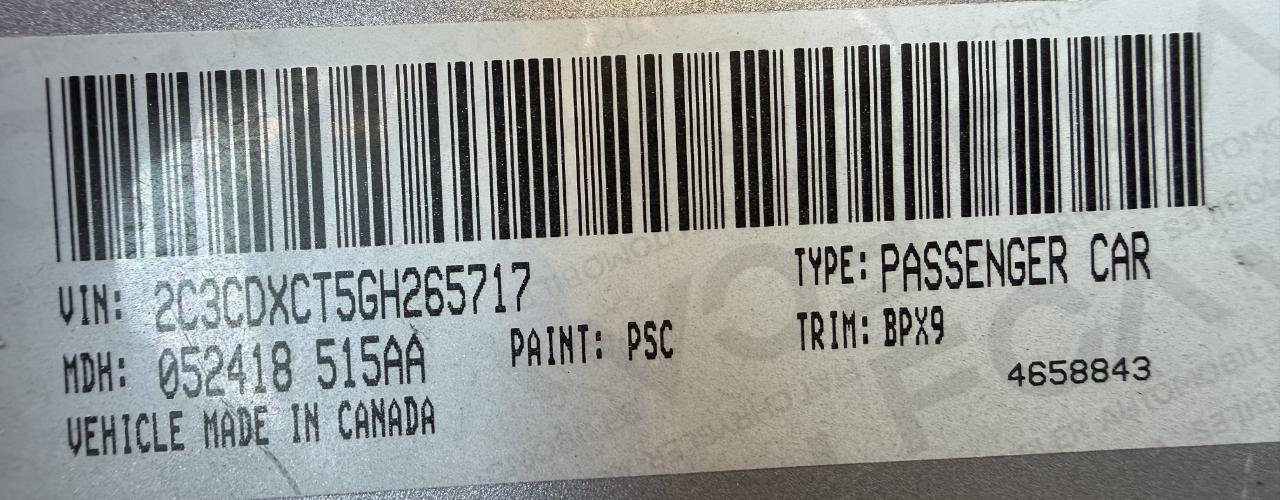 VIN: 2C3CDXCT5GH265717
TYPE: PASSENGER CAR
MDH: 052418 515AA
PAINT: PSC
TRIM: BPX9
4658843
VEHICLE MADE IN CANADA